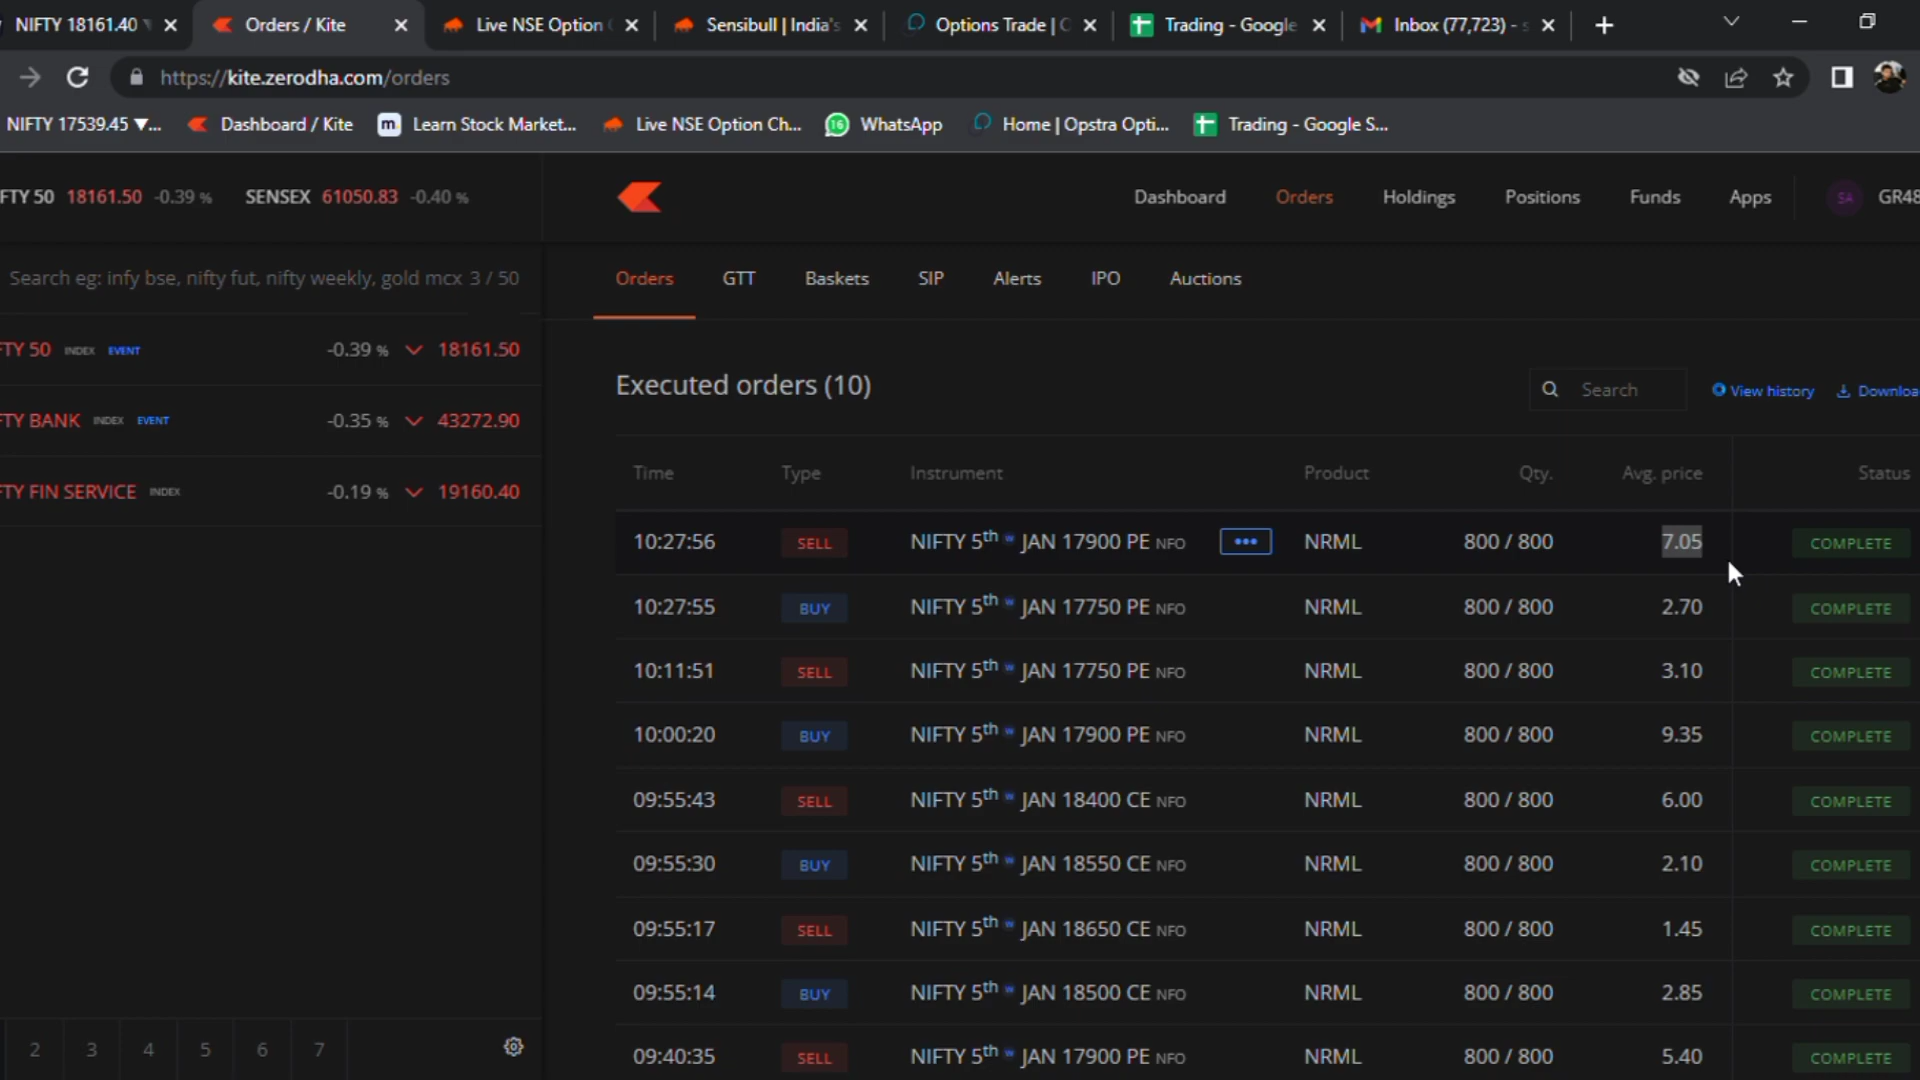 NIFTY 18161.40
Orders / Kite
Live NSE Option
Sensibull | India's
Options Trade |
Trading - Google
Inbox (77,723) -
https://kite.zerodha.com/orders
NIFTY 17539.45 ▼...
Dashboard / Kite
m Learn Stock Market...
Live NSE Option Ch...
16 WhatsApp
Home | Opstra Opti...
Trading - Google S...
FTY 50 18161.50 -0.39 %
SENSEX 61050.83 -0.40 %
Dashboard
Orders
Holdings
Positions
Funds
Apps
SA GR48
Search eg: infy bse, nifty fut, nifty weekly, gold mcx 3 / 50
Orders
GTT
Baskets
SIP
Alerts
IPO
Auctions
FTY 50 INDEX EVENT -0.39 % 18161.50
FTY BANK INDEX EVENT -0.35 % 43272.90
FTY FIN SERVICE INDEX -0.19 % 19160.40
Executed orders (10)
Search
View history
Downloa
Time Type Instrument Product Qty. Avg. price Status
10:27:56 SELL NIFTY 5th w JAN 17900 PE NFO ••• NRML 800 / 800 7.05 COMPLETE
10:27:55 BUY NIFTY 5th w JAN 17750 PE NFO NRML 800 / 800 2.70 COMPLETE
10:11:51 SELL NIFTY 5th w JAN 17750 PE NFO NRML 800 / 800 3.10 COMPLETE
10:00:20 BUY NIFTY 5th w JAN 17900 PE NFO NRML 800 / 800 9.35 COMPLETE
09:55:43 SELL NIFTY 5th w JAN 18400 CE NFO NRML 800 / 800 6.00 COMPLETE
09:55:30 BUY NIFTY 5th w JAN 18550 CE NFO NRML 800 / 800 2.10 COMPLETE
09:55:17 SELL NIFTY 5th w JAN 18650 CE NFO NRML 800 / 800 1.45 COMPLETE
09:55:14 BUY NIFTY 5th w JAN 18500 CE NFO NRML 800 / 800 2.85 COMPLETE
09:40:35 SELL NIFTY 5th w JAN 17900 PE NFO NRML 800 / 800 5.40 COMPLETE
2 3 4 5 6 7